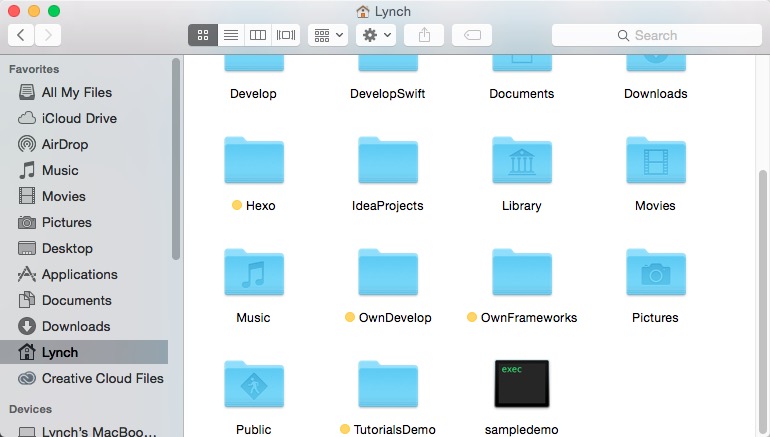 Lynch
Search
Favorites
All My Files
iCloud Drive
AirDrop
Music
Movies
Pictures
Desktop
Applications
Documents
Downloads
Lynch
Creative Cloud Files
Devices
Lynch's MacBoo...
Develop DevelopSwift Documents Downloads
Hexo IdeaProjects Library Movies
Music OwnDevelop OwnFrameworks Pictures
exec
Public TutorialsDemo sampledemo